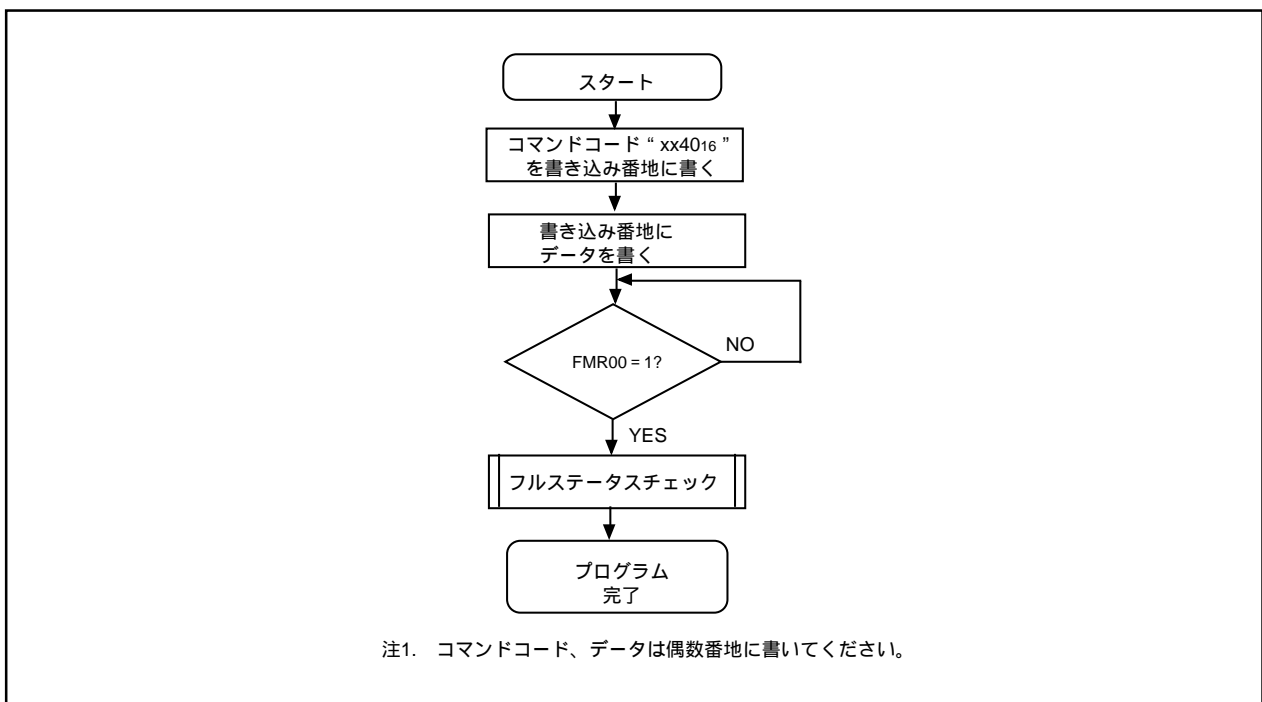 スタート
コマンドコード“ xx4016 ”
を書き込み番地に書く
書き込み番地に
データを書く
FMR00 = 1?
NO
YES
フルステータスチェック
プログラム
完了
注1. コマンドコード、データは偶数番地に書いてください。